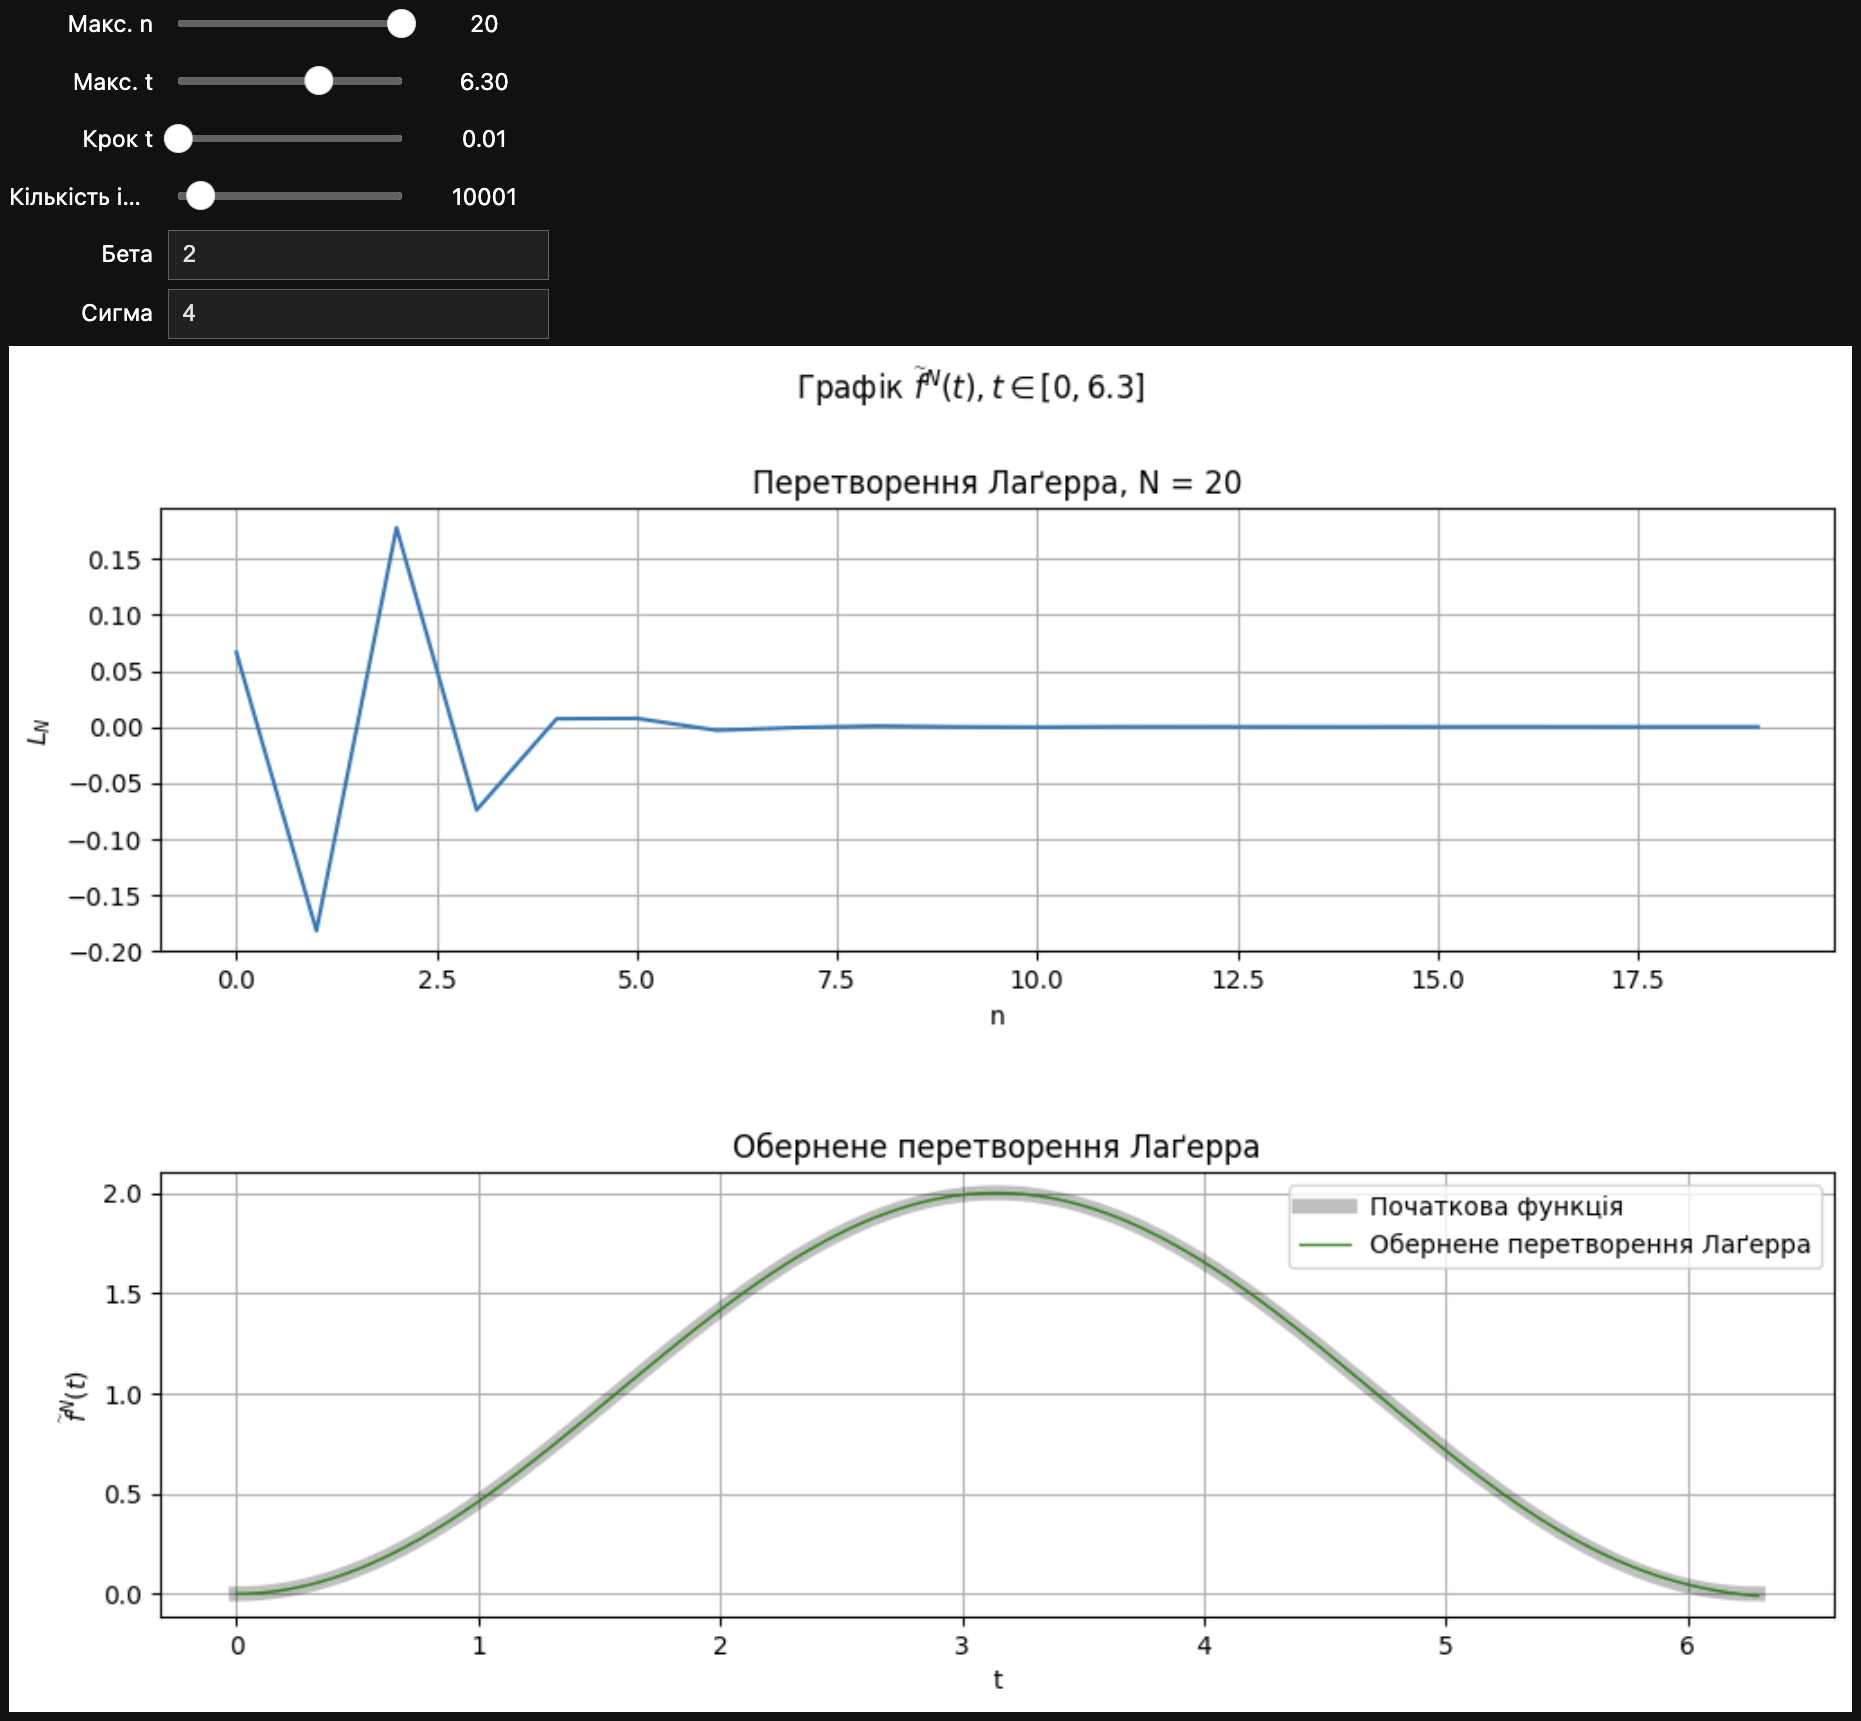 Макс. n 20
Макс. t 6.30
Крок t 0.01
Кількість і... 10001
Бета 2
Сигма 4
Графік f̃ᴺ(t), t ∈ [0, 6.3]
Перетворення Лаґерра, N = 20
0.15
0.10
0.05
0.00
−0.05
−0.10
−0.15
−0.20
L_N
0.0 2.5 5.0 7.5 10.0 12.5 15.0 17.5
n
Обернене перетворення Лаґерра
Початкова функція
Обернене перетворення Лаґерра
2.0
1.5
1.0
0.5
0.0
f̃ᴺ(t)
0 1 2 3 4 5 6
t